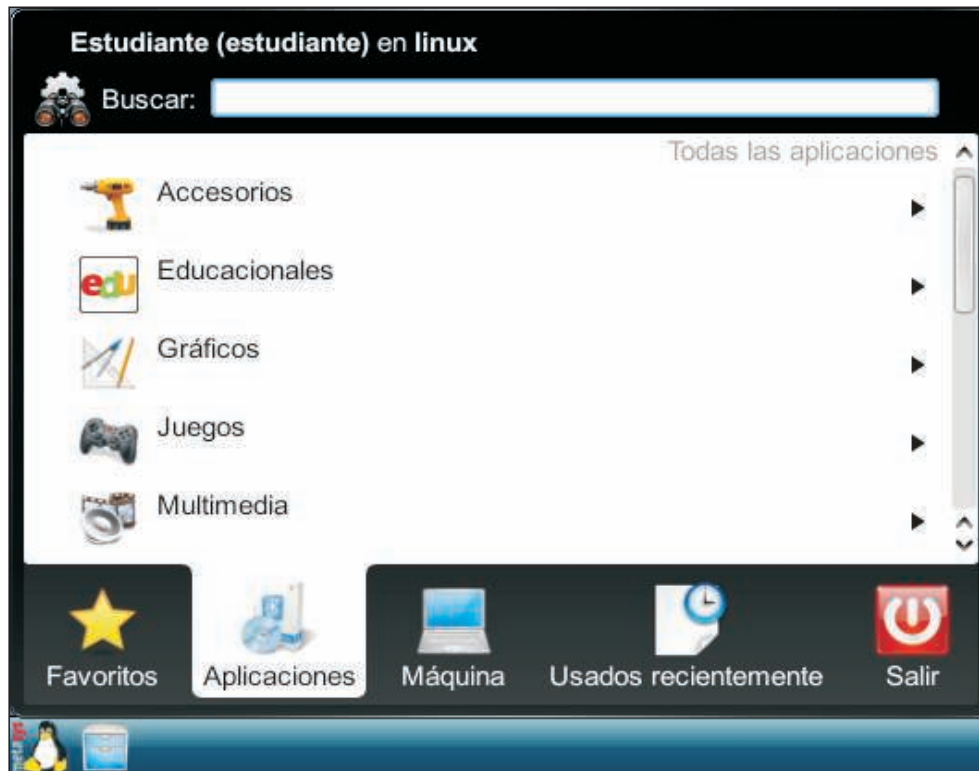 Estudiante (estudiante) en linux
Buscar:
Todas las aplicaciones
Accesorios
edu
Educacionales
Gráficos
Juegos
Multimedia
Favoritos
Aplicaciones
Máquina
Usados recientemente
Salir